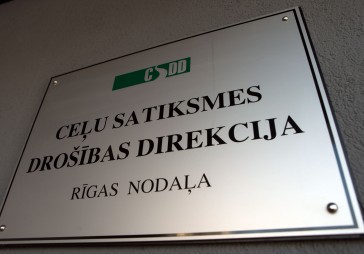 CSDD
CEĻU SATIKSMES
DROŠĪBAS DIREKCIJA
RĪGAS NODAĻA